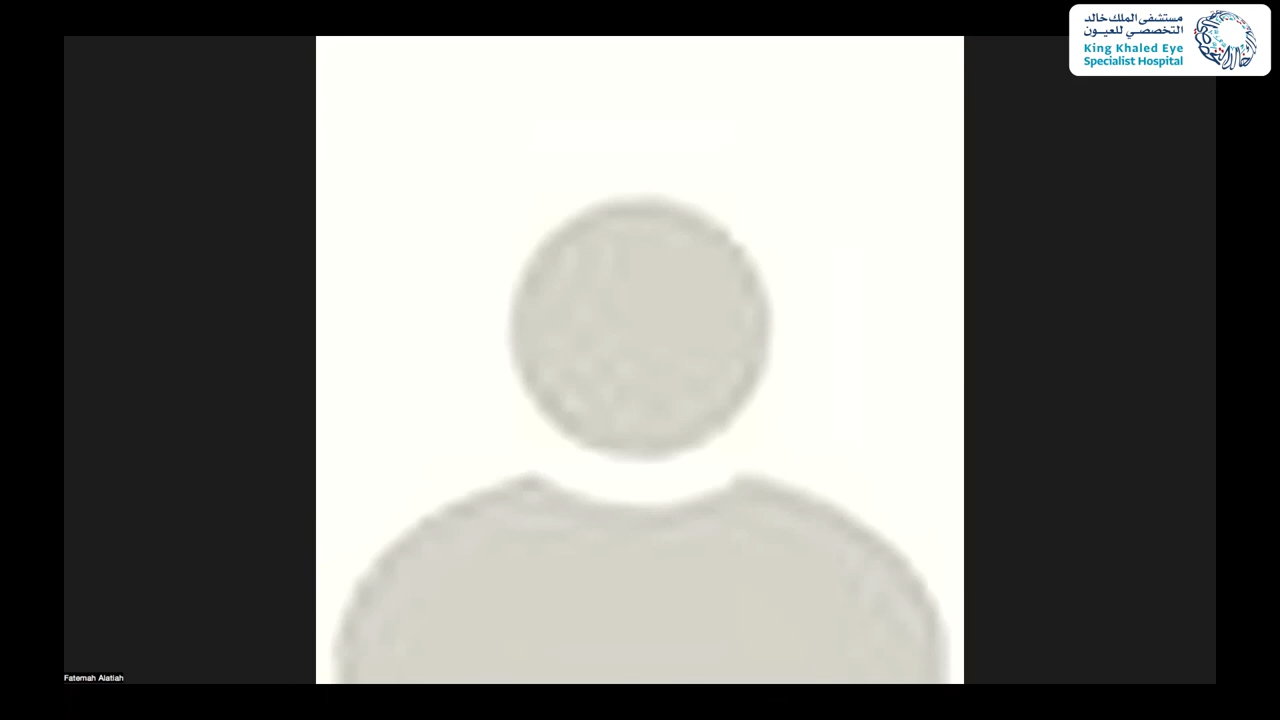 مستشفى الملك خالد
التخصصي للعيون
King Khaled Eye
Specialist Hospital
Fatemah Alatiah